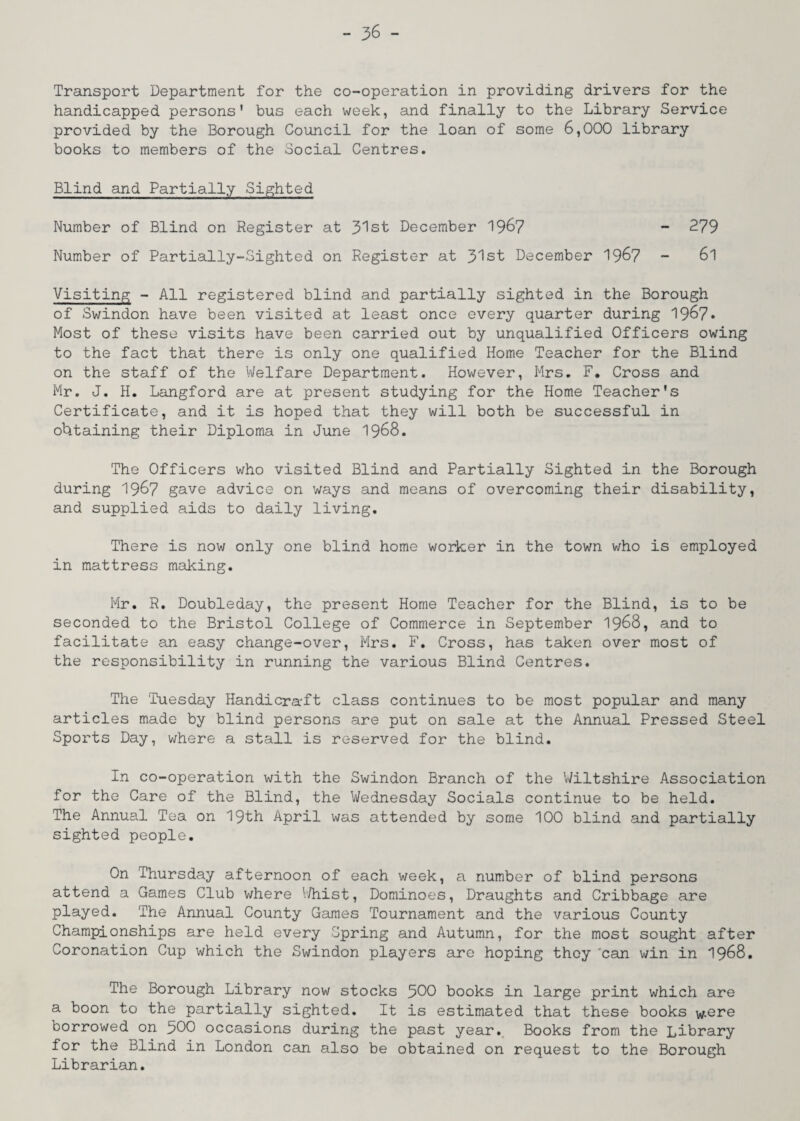 - 36 -
Transport Department for the co-operation in providing drivers for the
handicapped persons' bus each week, and finally to the Library Service
provided by the Borough Council for the loan of some 6,000 library
books to members of the Social Centres.
Blind and Partially Sighted
Number of Blind on Register at 31st December 1967 - 279
Number of Partially-Sighted on Register at 31st December 1967 - 61
Visiting - All registered blind and partially sighted in the Borough
of Swindon have been visited at least once every quarter during 1967.
Most of these visits have been carried out by unqualified Officers owing
to the fact that there is only one qualified Home Teacher for the Blind
on the staff of the Welfare Department. However, Mrs. F. Cross and
Mr. J. H. Langford are at present studying for the Home Teacher's
Certificate, and it is hoped that they will both be successful in
obtaining their Diploma in June 1968.
The Officers who visited Blind and Partially Sighted in the Borough
during 1967 gave advice on ways and means of overcoming their disability,
and supplied aids to daily living.
There is now only one blind home worker in the town who is employed
in mattress making.
Mr. R. Doubleday, the present Home Teacher for the Blind, is to be
seconded to the Bristol College of Commerce in September 1968, and to
facilitate an easy change-over, Mrs. F. Cross, has taken over most of
the responsibility in running the various Blind Centres.
The Tuesday Handicraft class continues to be most popular and many
articles made by blind persons are put on sale at the Annual Pressed Steel
Sports Day, where a stall is reserved for the blind.
In co-operation with the Swindon Branch of the Wiltshire Association
for the Care of the Blind, the Wednesday Socials continue to be held.
The Annual Tea on 19th April was attended by some 100 blind and partially
sighted people.
On Thursday afternoon of each week, a number of blind persons
attend a Games Club where Whist, Dominoes, Draughts and Cribbage are
played. The Annual County Games Tournament and the various County
Championships are held every Spring and Autumn, for the most sought after
Coronation Cup which the Swindon players are hoping they can win in 1968.
The Borough Library now stocks 500 books in large print which are
a boon to the partially sighted. It is estimated that these books were
borrowed on 500 occasions during the past year. Books from the Library
for the Blind in London can also be obtained on request to the Borough
Librarian.